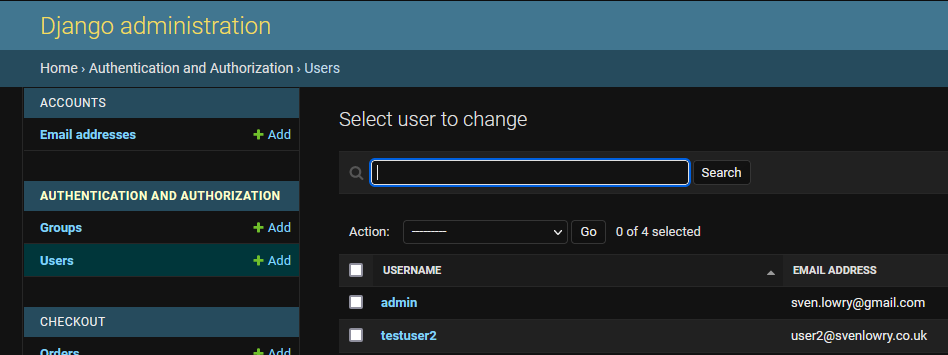 Django administration
Home › Authentication and Authorization › Users
ACCOUNTS
Email addresses + Add
AUTHENTICATION AND AUTHORIZATION
Groups + Add
Users + Add
CHECKOUT
Orders + Add
Select user to change
Search
Action: --------- Go 0 of 4 selected
USERNAME EMAIL ADDRESS
admin sven.lowry@gmail.com
testuser2 user2@svenlowry.co.uk